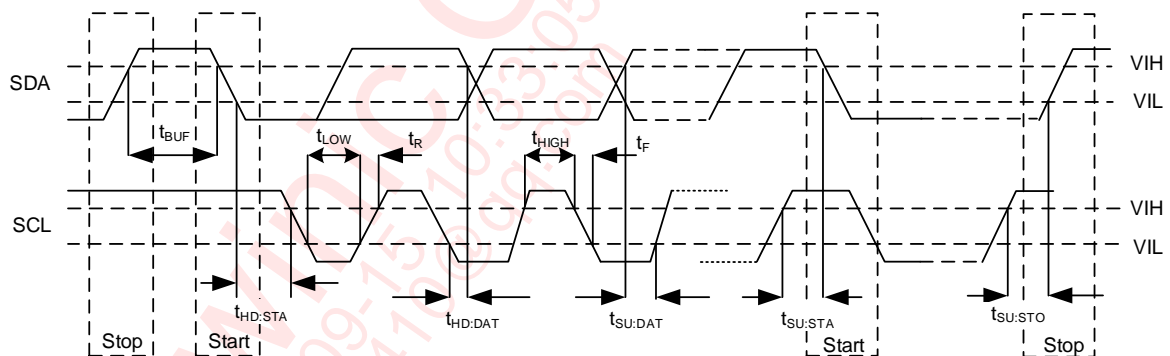 SDA
VIH
VIL
tBUF
tLOW
tR
tHIGH
tF
SCL
VIH
VIL
tHD:STA
tHD:DAT
tSU:DAT
tSU:STA
tSU:STO
Stop
Start
Start
Stop